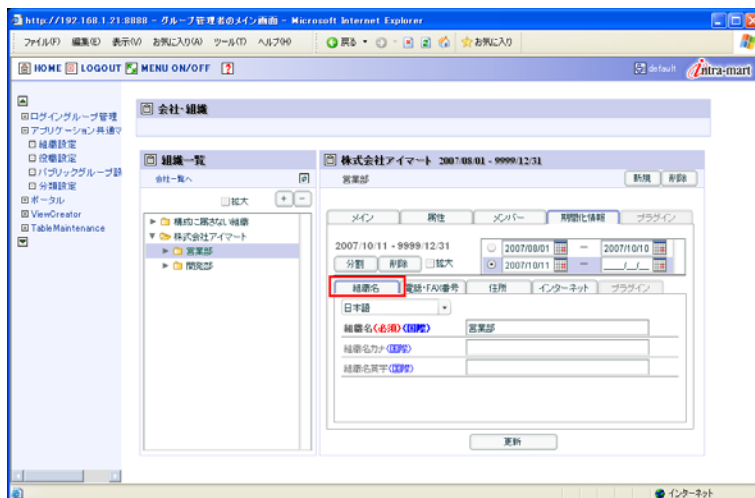 http://192.168.1.21:8888 - グループ管理者のメイン画面 - Microsoft Internet Explorer
ファイル(F) 編集(E) 表示(V) お気に入り(A) ツール(T) ヘルプ(H) 戻る お気に入り
HOME LOGOUT MENU ON/OFF ? default intra-mart
ログイングループ管理
アプリケーション共通マ
組織設定
役職設定
パブリックグループ設
分類設定
ポータル
ViewCreator
TableMaintenance
会社・組織
組織一覧
会社一覧へ
拡大 + -
構成に属さない組織
株式会社アイマート
営業部
開発部
株式会社アイマート 2007/08/01 - 9999/12/31
営業部 新規 削除
メイン 属性 メンバー 期間化情報 プラグイン
2007/10/11 - 9999/12/31
分割 削除 拡大
2007/08/01 - 2007/10/10
2007/10/11 - __/_/_
組織名 電話・FAX番号 住所 インターネット プラグイン
日本語
組織名(必須)(国際) 営業部
組織名カナ(国際)
組織名英字(国際)
更新
インターネット